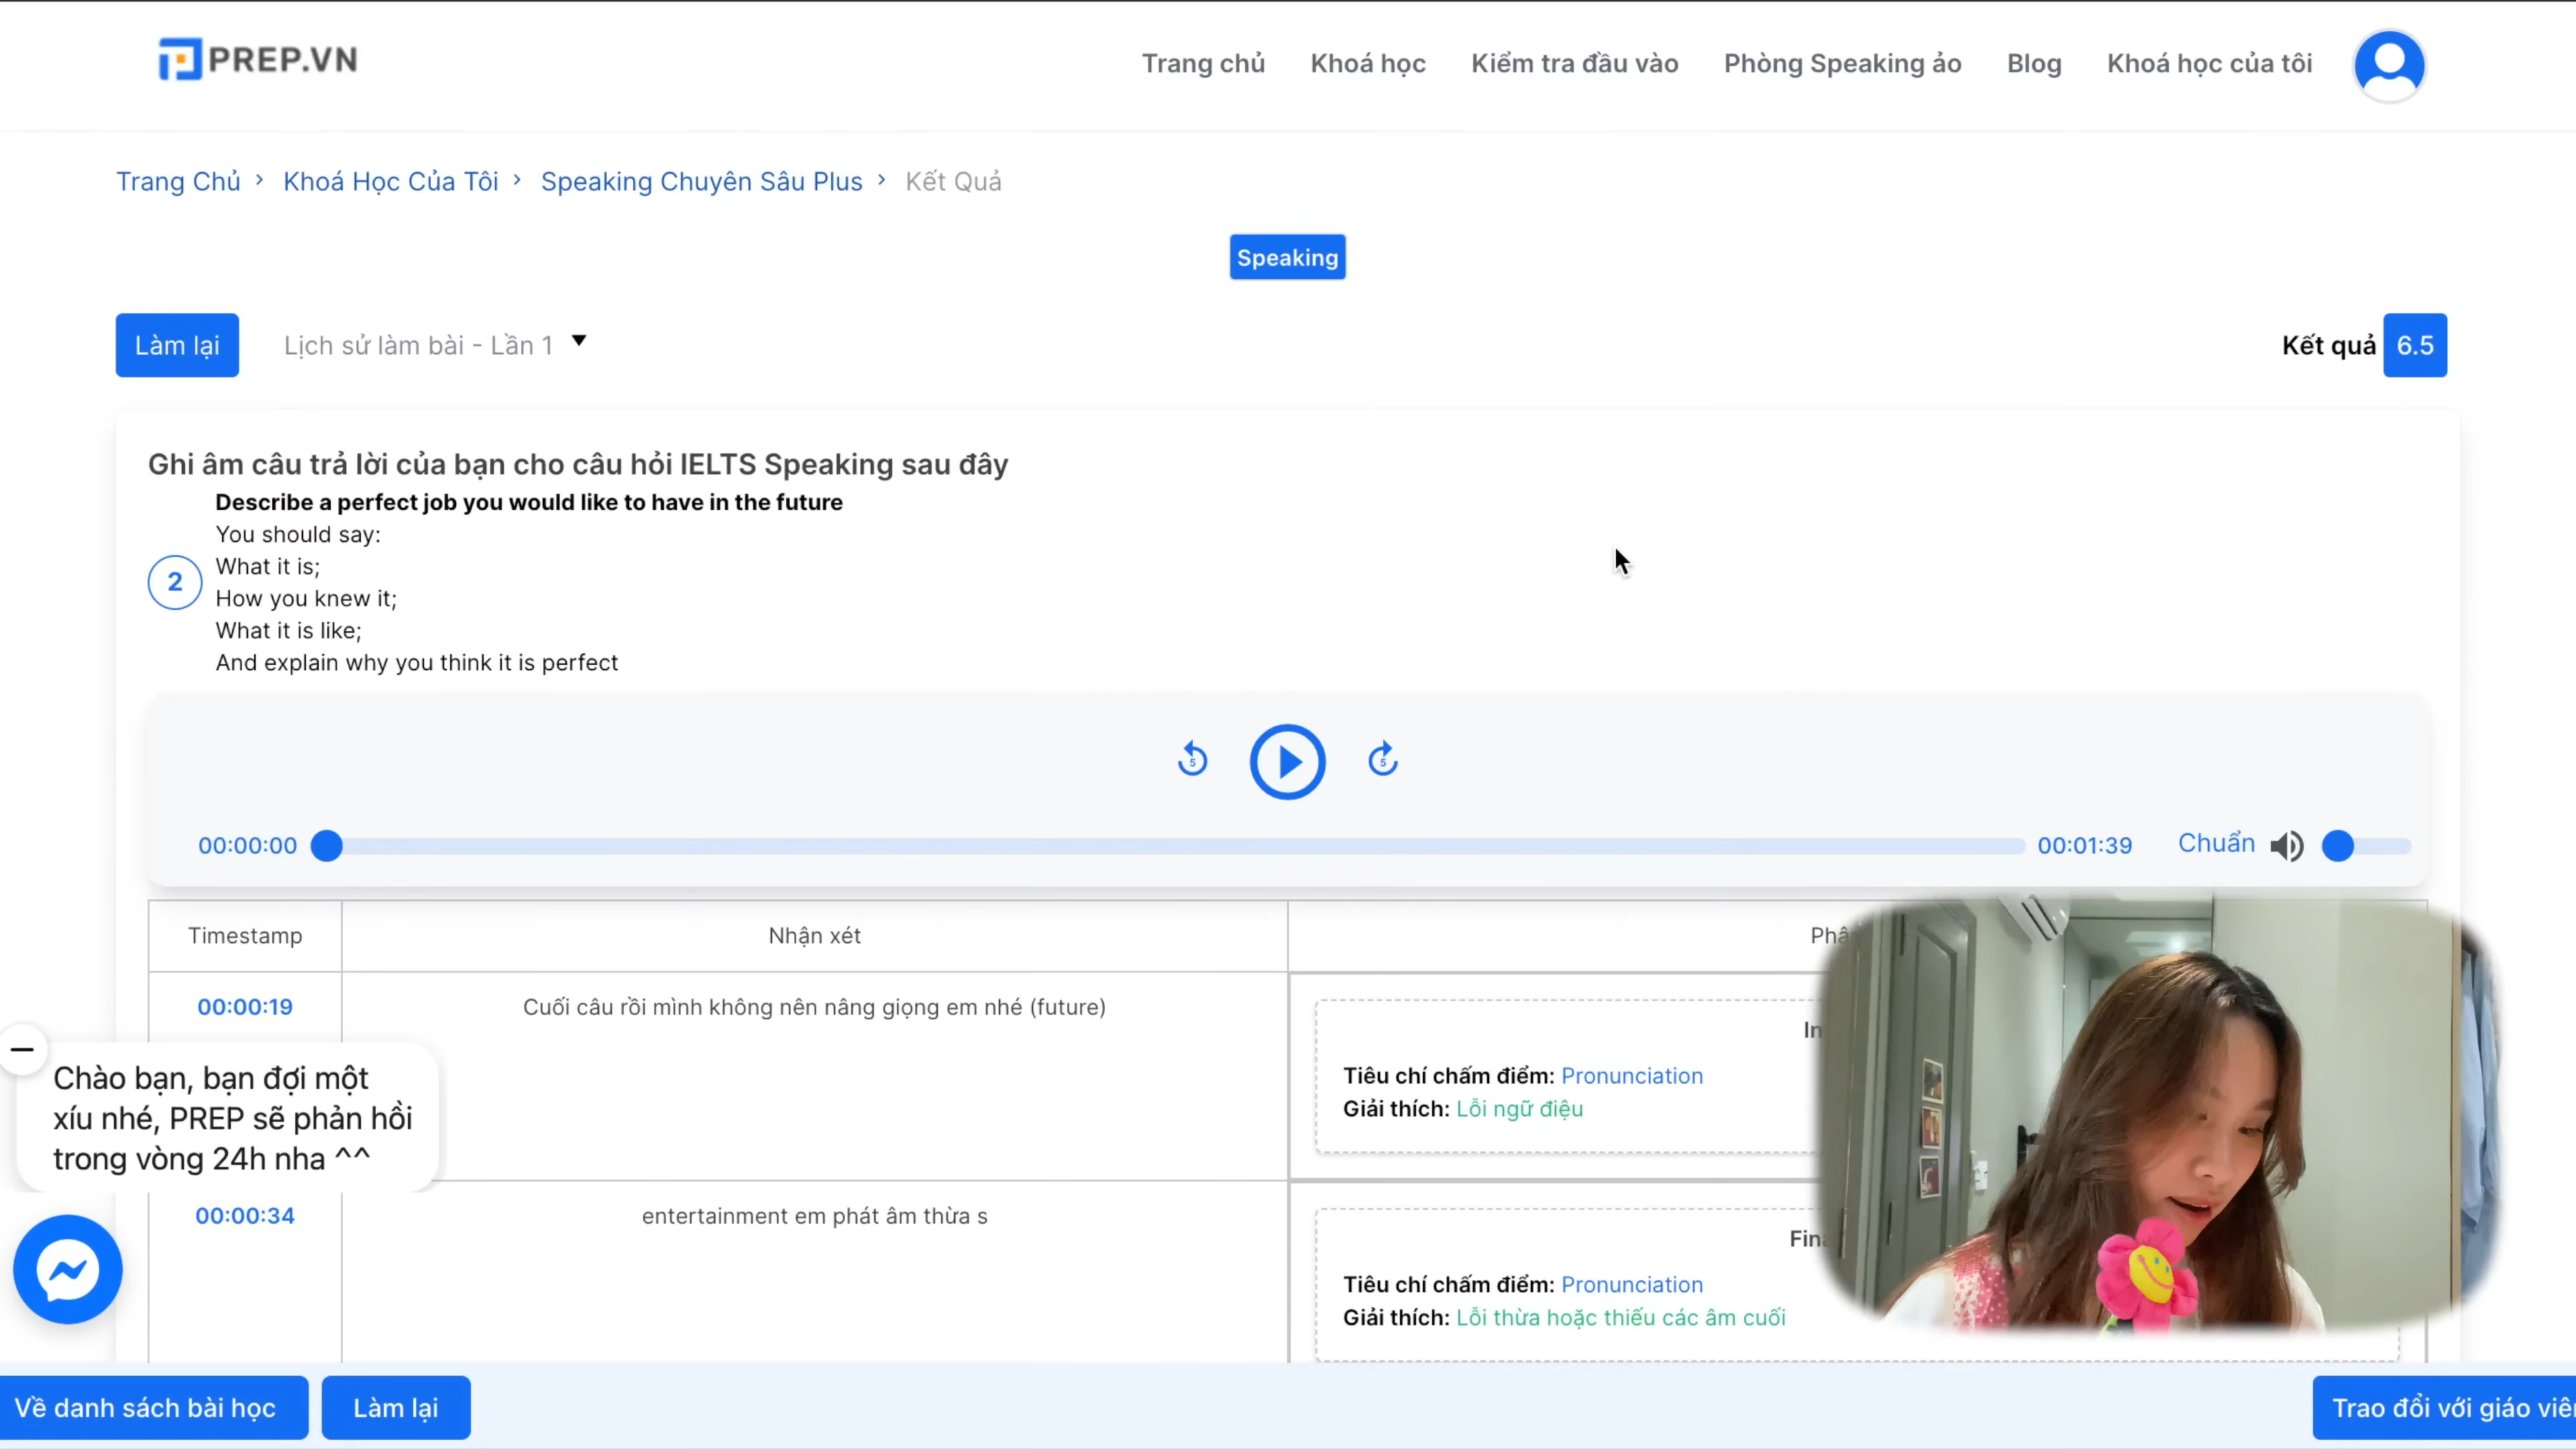 PREP.VN
Trang chủ
Khoá học
Kiểm tra đầu vào
Phòng Speaking ảo
Blog
Khoá học của tôi
Trang Chủ › Khoá Học Của Tôi › Speaking Chuyên Sâu Plus › Kết Quả
Speaking
Làm lại
Lịch sử làm bài - Lần 1
Kết quả 6.5
Ghi âm câu trả lời của bạn cho câu hỏi IELTS Speaking sau đây
2
Describe a perfect job you would like to have in the future
You should say:
What it is;
How you knew it;
What it is like;
And explain why you think it is perfect
5
5
00:00:00
00:01:39
Chuẩn
Timestamp
Nhận xét
00:00:19
Cuối câu rồi mình không nên nâng giọng em nhé (future)
Tiêu chí chấm điểm: Pronunciation
Giải thích: Lỗi ngữ điệu
Chào bạn, bạn đợi một
xíu nhé, PREP sẽ phản hồi
trong vòng 24h nha ^^
00:00:34
entertainment em phát âm thừa s
Tiêu chí chấm điểm: Pronunciation
Giải thích: Lỗi thừa hoặc thiếu các âm cuối
Về danh sách bài học
Làm lại
Trao đổi với giáo viên